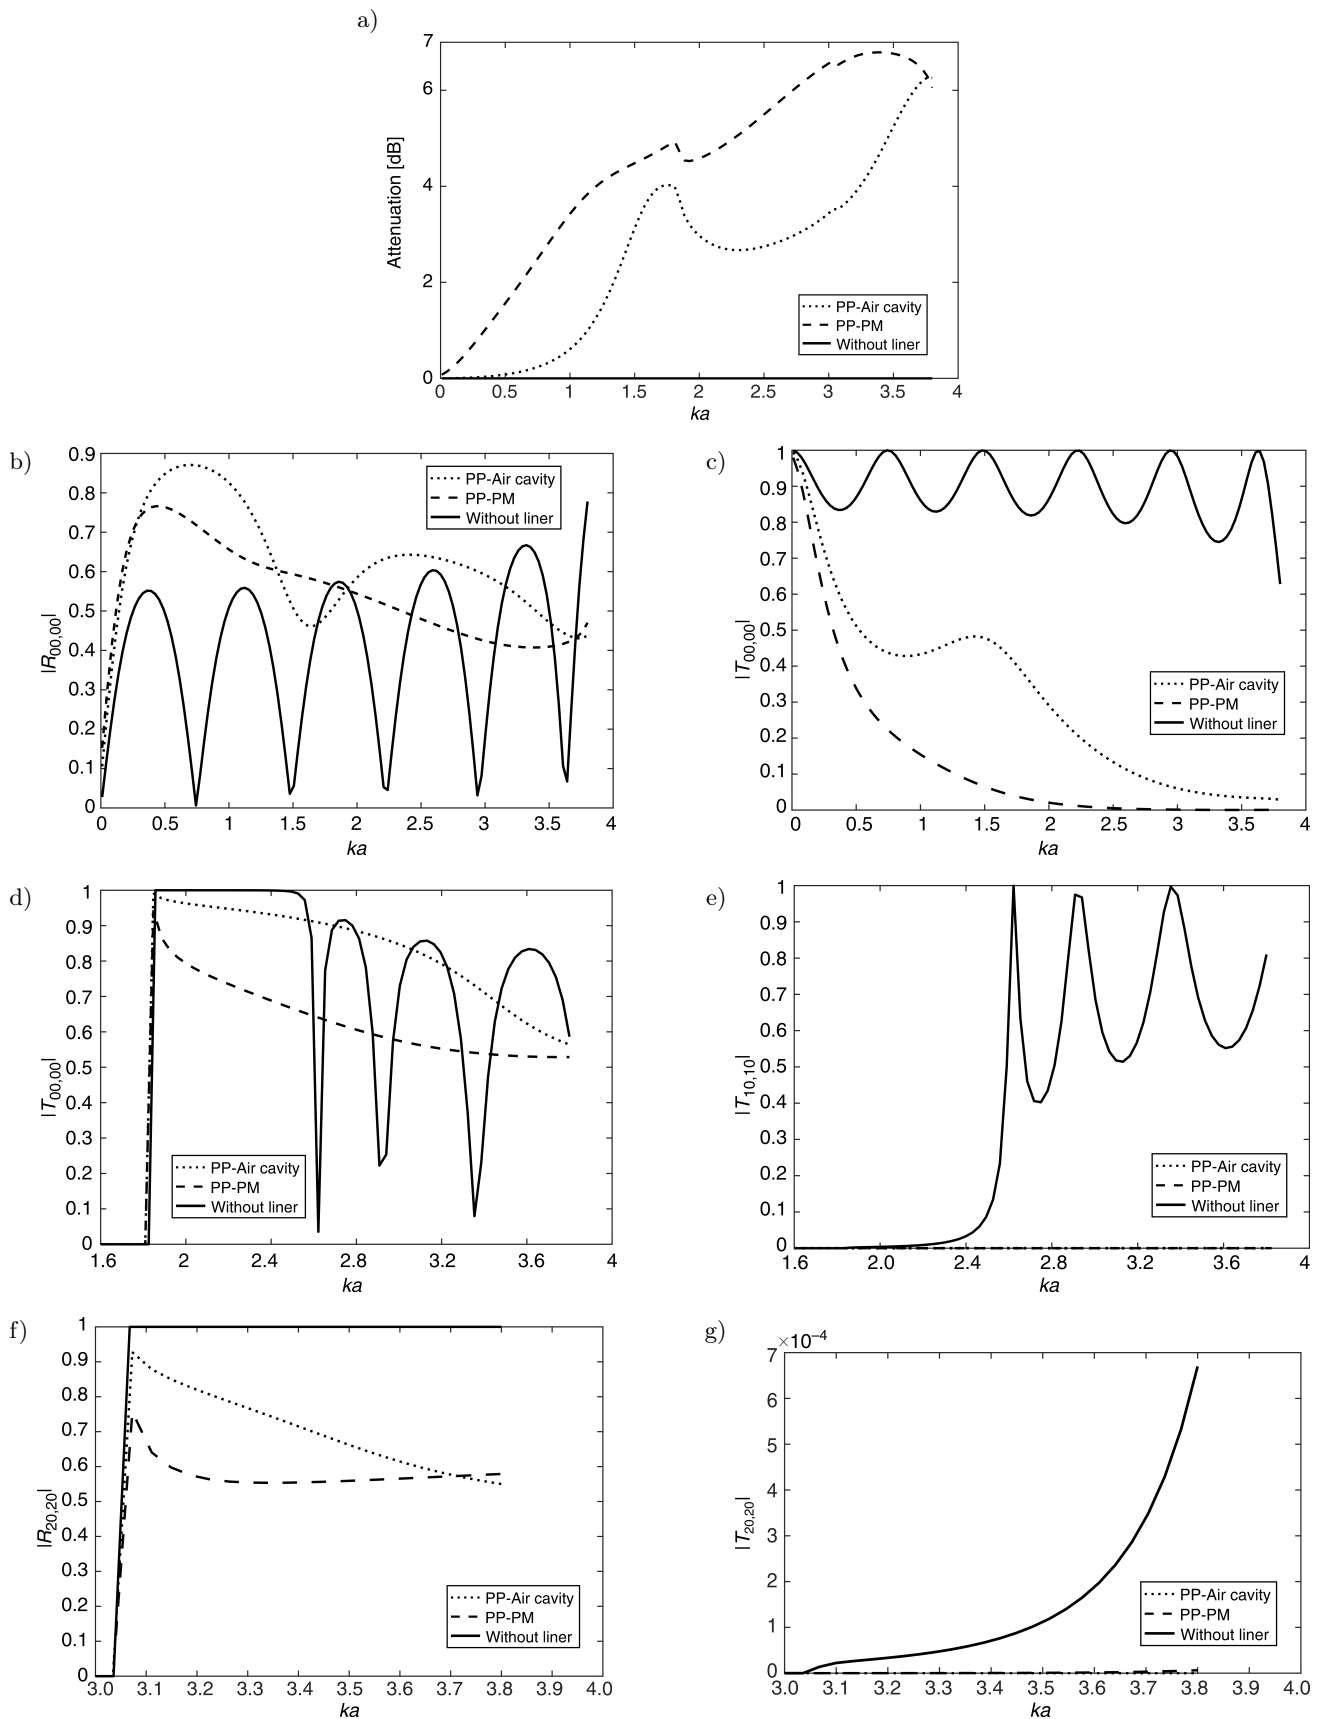 a)
7
6
4
2
0
Attenuation [dB]
PP-Air cavity
PP-PM
Without liner
0 0.5 1 1.5 2 2.5 3 3.5 4
ka
b)
0.9
0.8
0.7
0.6
0.5
0.4
0.3
0.2
0.1
0
|R00,00|
PP-Air cavity
PP-PM
Without liner
0 0.5 1 1.5 2 2.5 3 3.5 4
ka
c)
1
0.9
0.8
0.7
0.6
0.5
0.4
0.3
0.2
0.1
0
|T00,00|
PP-Air cavity
PP-PM
Without liner
0 0.5 1 1.5 2 2.5 3 3.5 4
ka
d)
1
0.9
0.8
0.7
0.6
0.5
0.4
0.3
0.2
0.1
0
|T00,00|
PP-Air cavity
PP-PM
Without liner
1.6 2 2.4 2.8 3.2 3.6 4
ka
e)
1
0.9
0.8
0.7
0.6
0.5
0.4
0.3
0.2
0.1
0
|T10,10|
PP-Air cavity
PP-PM
Without liner
1.6 2.0 2.4 2.8 3.2 3.6 4
ka
f)
1
0.9
0.8
0.7
0.6
0.5
0.4
0.3
0.2
0.1
0
|R20,20|
PP-Air cavity
PP-PM
Without liner
3.0 3.1 3.2 3.3 3.4 3.5 3.6 3.7 3.8 3.9 4.0
ka
g)
×10–4
7
6
5
4
3
2
1
0
|T20,20|
PP-Air cavity
PP-PM
Without liner
3.0 3.1 3.2 3.3 3.4 3.5 3.6 3.7 3.8 3.9 4.0
ka